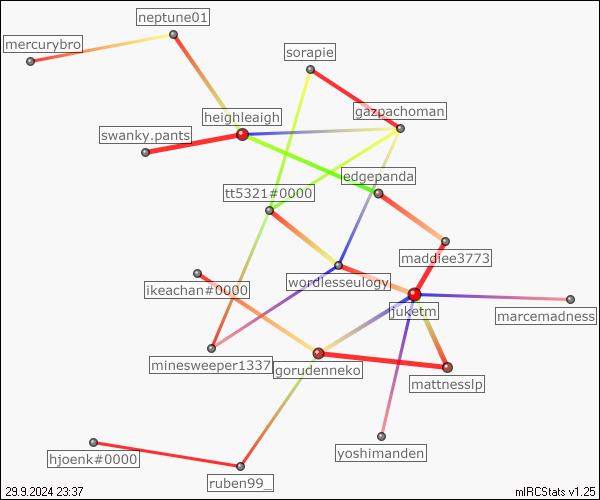 neptune01
mercurybro
sorapie
gazpachoman
heighleaigh
swanky.pants
edgepanda
tt5321#0000
maddiee3773
wordlesseulogy
ikeachan#0000
juketm
marcemadness
minesweeper1337
gorudenneko
mattnesslp
yoshimanden
hjoenk#0000
ruben99_
29.9.2024 23:37
mIRCStats v1.25